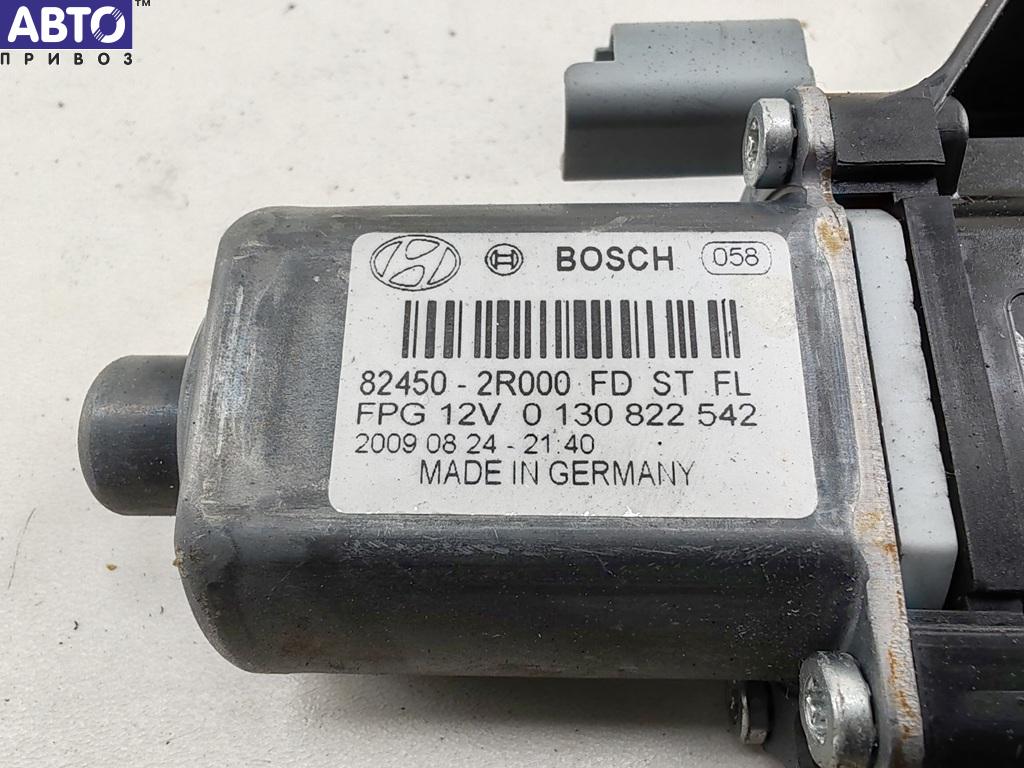 АВТО™
ПРИВОЗ
BOSCH 058
82450 - 2R000 FD ST FL
FPG 12V 0 130 822 542
2009 08 24 - 21:40
MADE IN GERMANY